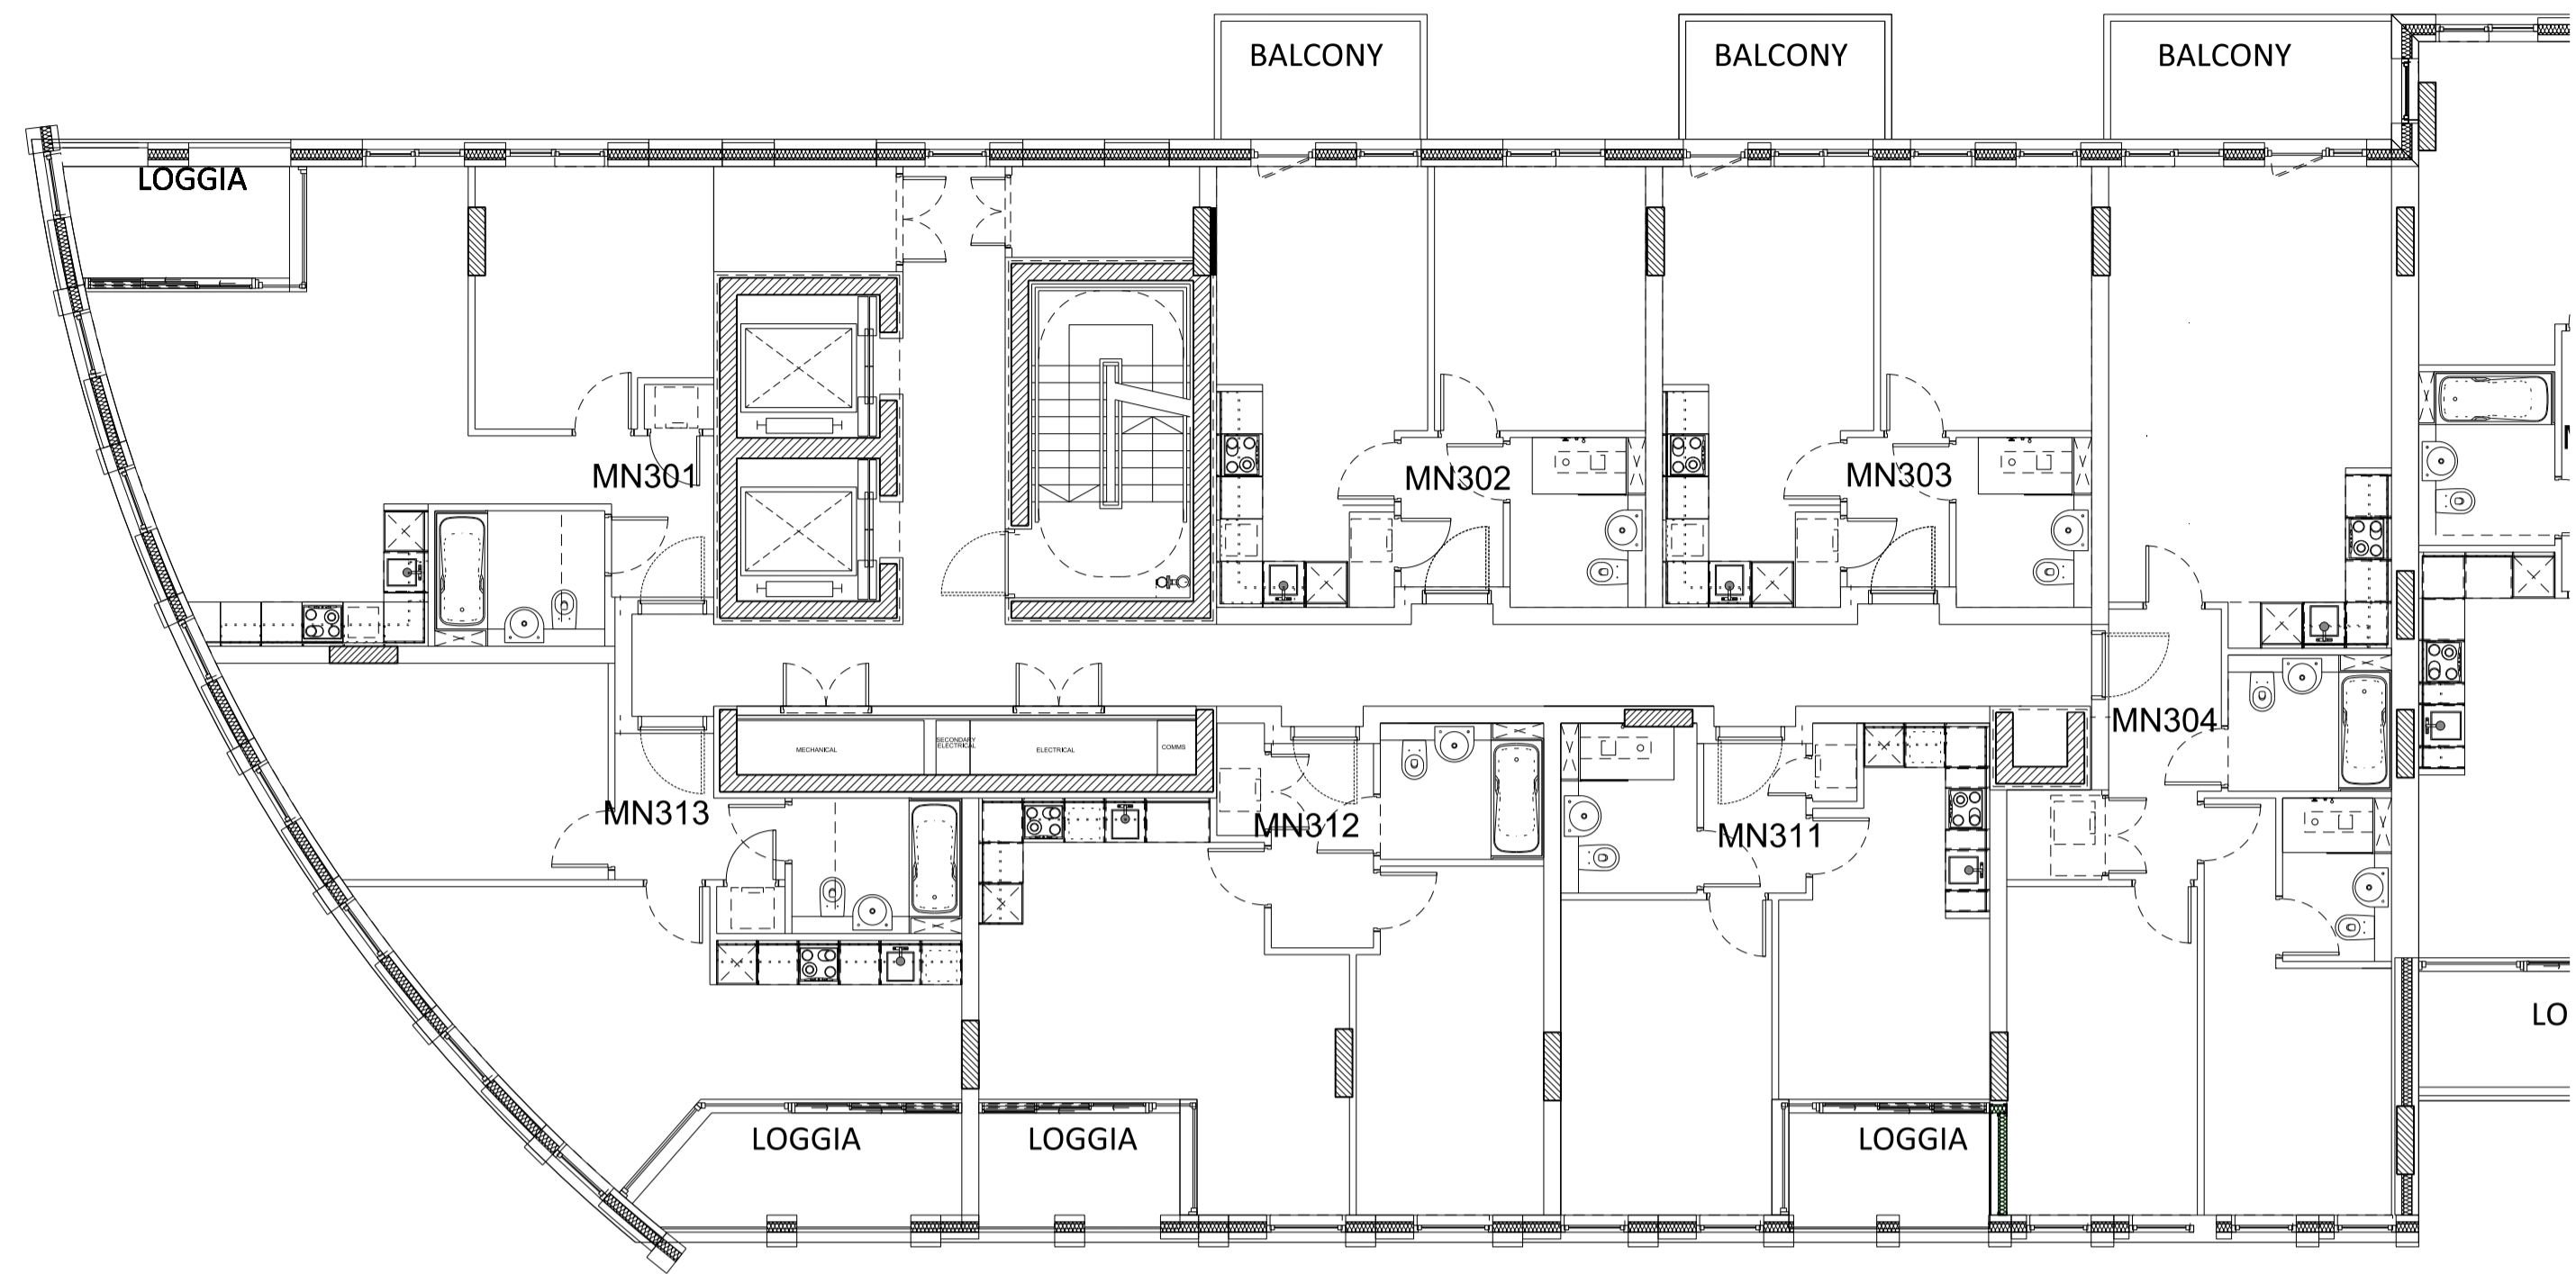 BALCONY
BALCONY
BALCONY
LOGGIA
MN301
MN302
MN303
MN304
MECHANICAL
SECONDARY
ELECTRICAL
ELECTRICAL
COMMS
MN313
MN312
MN311
LO
LOGGIA
LOGGIA
LOGGIA